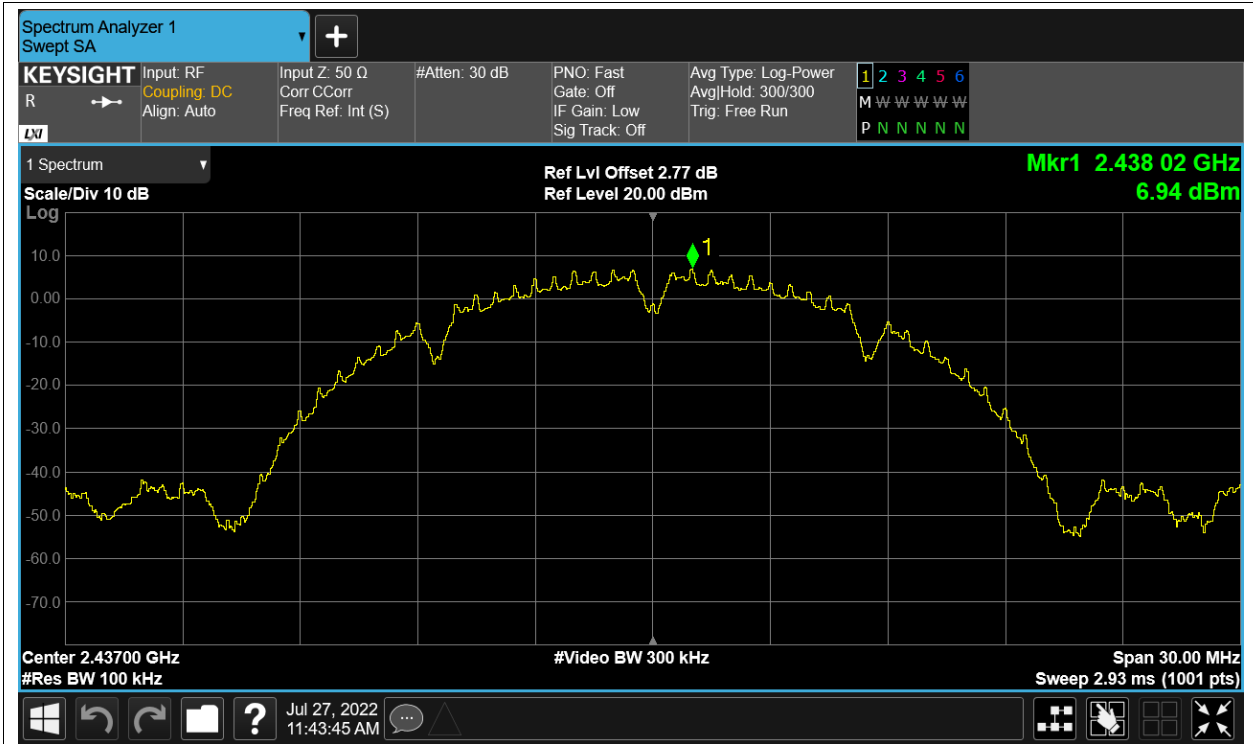 Spectrum Analyzer 1
Swept SA
+
KEYSIGHT
R
LXI
Input: RF
Coupling: DC
Align: Auto
Input Z: 50 Ω
Corr CCorr
Freq Ref: Int (S)
#Atten: 30 dB
PNO: Fast
Gate: Off
IF Gain: Low
Sig Track: Off
Avg Type: Log-Power
Avg|Hold: 300/300
Trig: Free Run
1 2 3 4 5 6
M W W W W W
P N N N N N
1 Spectrum
Scale/Div 10 dB
Log
Ref Lvl Offset 2.77 dB
Ref Level 20.00 dBm
Mkr1 2.438 02 GHz
6.94 dBm
1
10.0
0.00
-10.0
-20.0
-30.0
-40.0
-50.0
-60.0
-70.0
Center 2.43700 GHz
#Res BW 100 kHz
#Video BW 300 kHz
Span 30.00 MHz
Sweep 2.93 ms (1001 pts)
?
Jul 27, 2022
11:43:45 AM